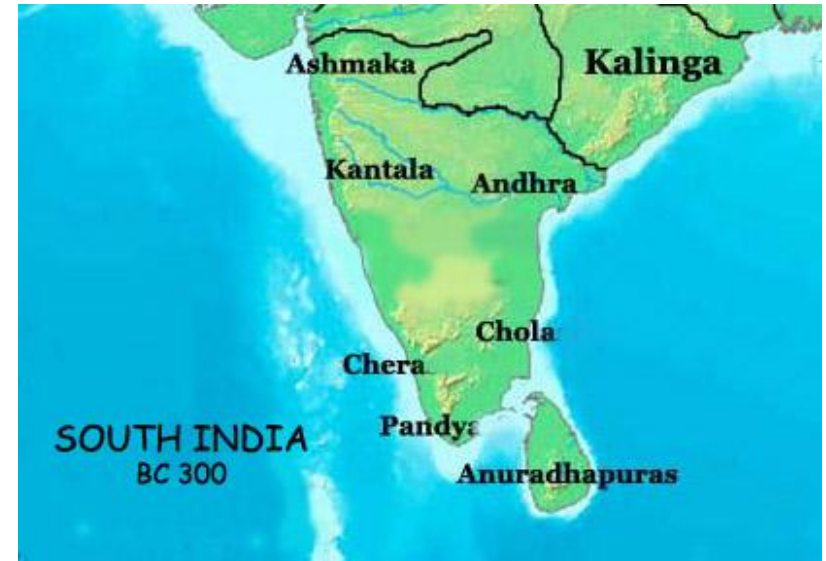 Kalinga
Ashmaka
Kantala
Andhra
Chola
Chera
Pandya
SOUTH INDIA
BC 300
Anuradhapuras